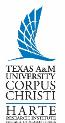 TEXAS A&M
UNIVERSITY
CORPUS
CHRISTI
HARTE
RESEARCH INSTITUTE